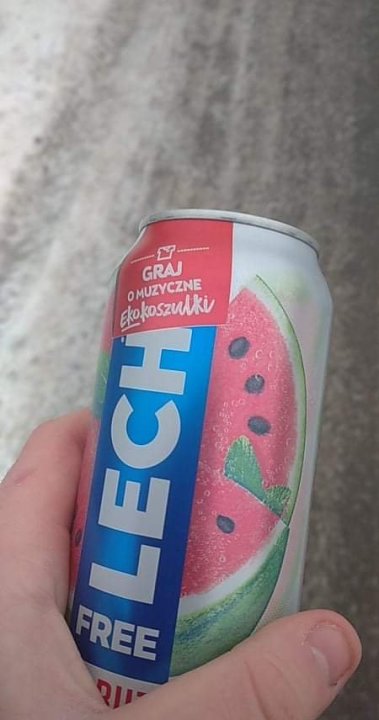 GRAJ
O MUZYCZNE
Ekokoszulki
LECH
FREE